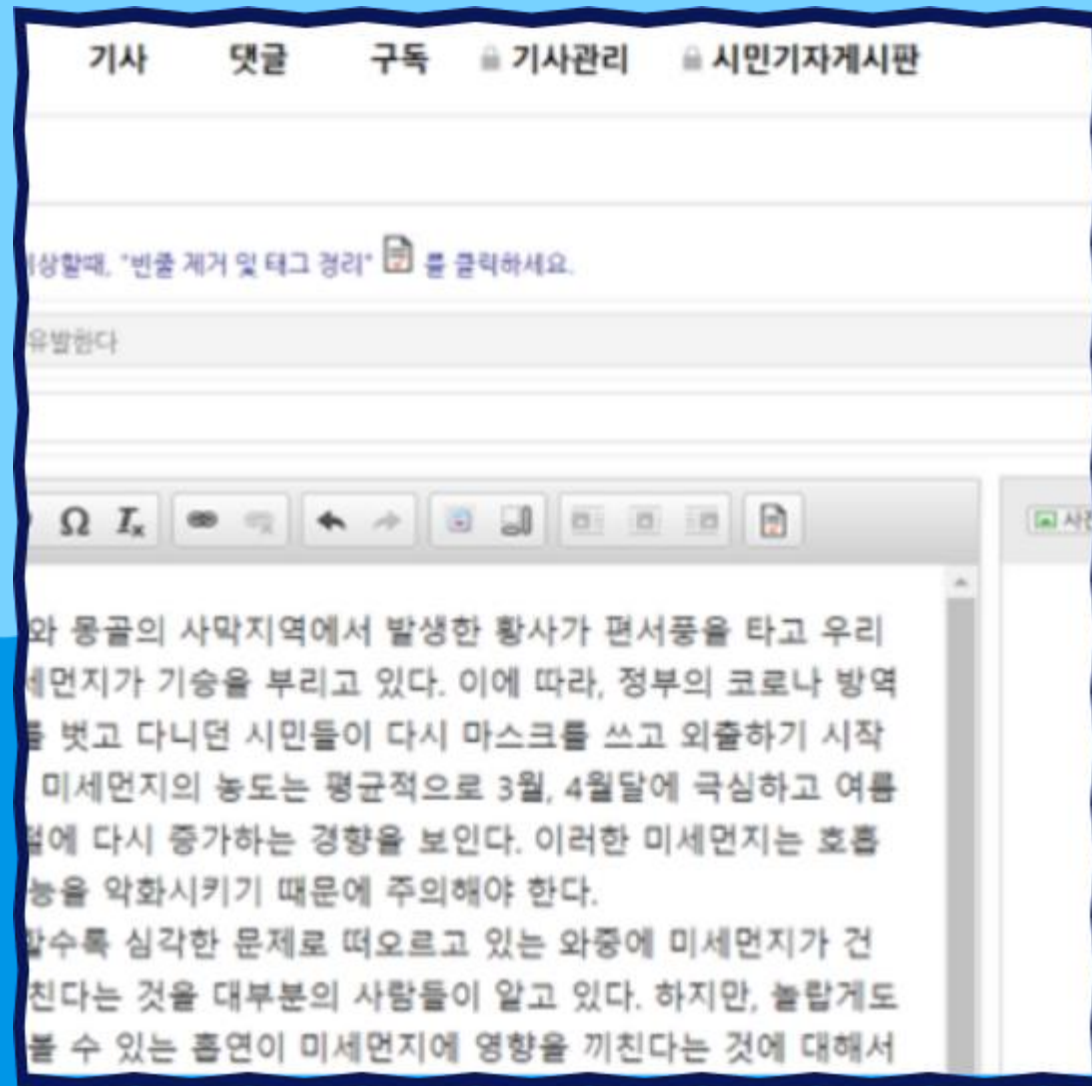 기사 댓글 구독 기사관리 시민기자게시판
이상할때, "빈줄 제거 및 태그 정리" 를 클릭하세요.
유발한다
Ω Ix
사진
와 몽골의 사막지역에서 발생한 황사가 편서풍을 타고 우리
세먼지가 기승을 부리고 있다. 이에 따라, 정부의 코로나 방역
를 벗고 다니던 시민들이 다시 마스크를 쓰고 외출하기 시작
미세먼지의 농도는 평균적으로 3월, 4월달에 극심하고 여름
절에 다시 증가하는 경향을 보인다. 이러한 미세먼지는 호흡
능을 악화시키기 때문에 주의해야 한다.
할수록 심각한 문제로 떠오르고 있는 와중에 미세먼지가 건
친다는 것을 대부분의 사람들이 알고 있다. 하지만, 놀랍게도
볼 수 있는 흡연이 미세먼지에 영향을 끼친다는 것에 대해서